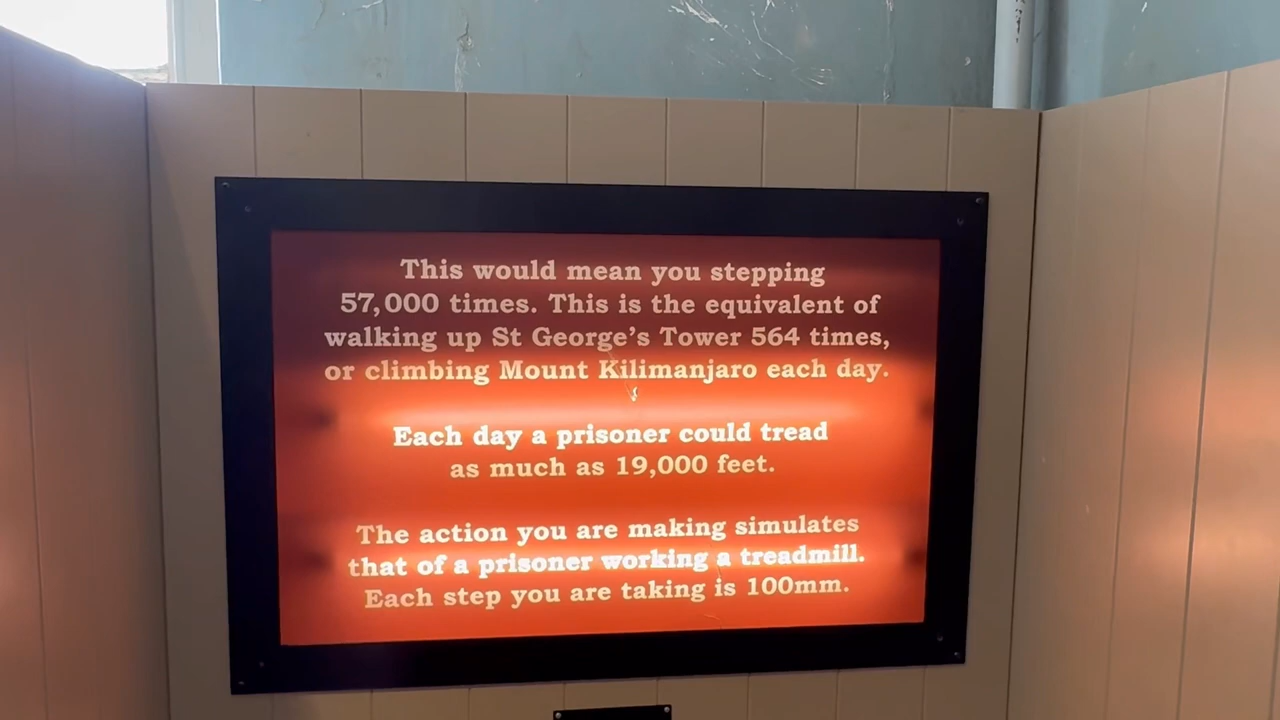 This would mean you stepping
57,000 times. This is the equivalent of
walking up St George's Tower 564 times,
or climbing Mount Kilimanjaro each day.
Each day a prisoner could tread
as much as 19,000 feet.
The action you are making simulates
that of a prisoner working a treadmill.
Each step you are taking is 100mm.